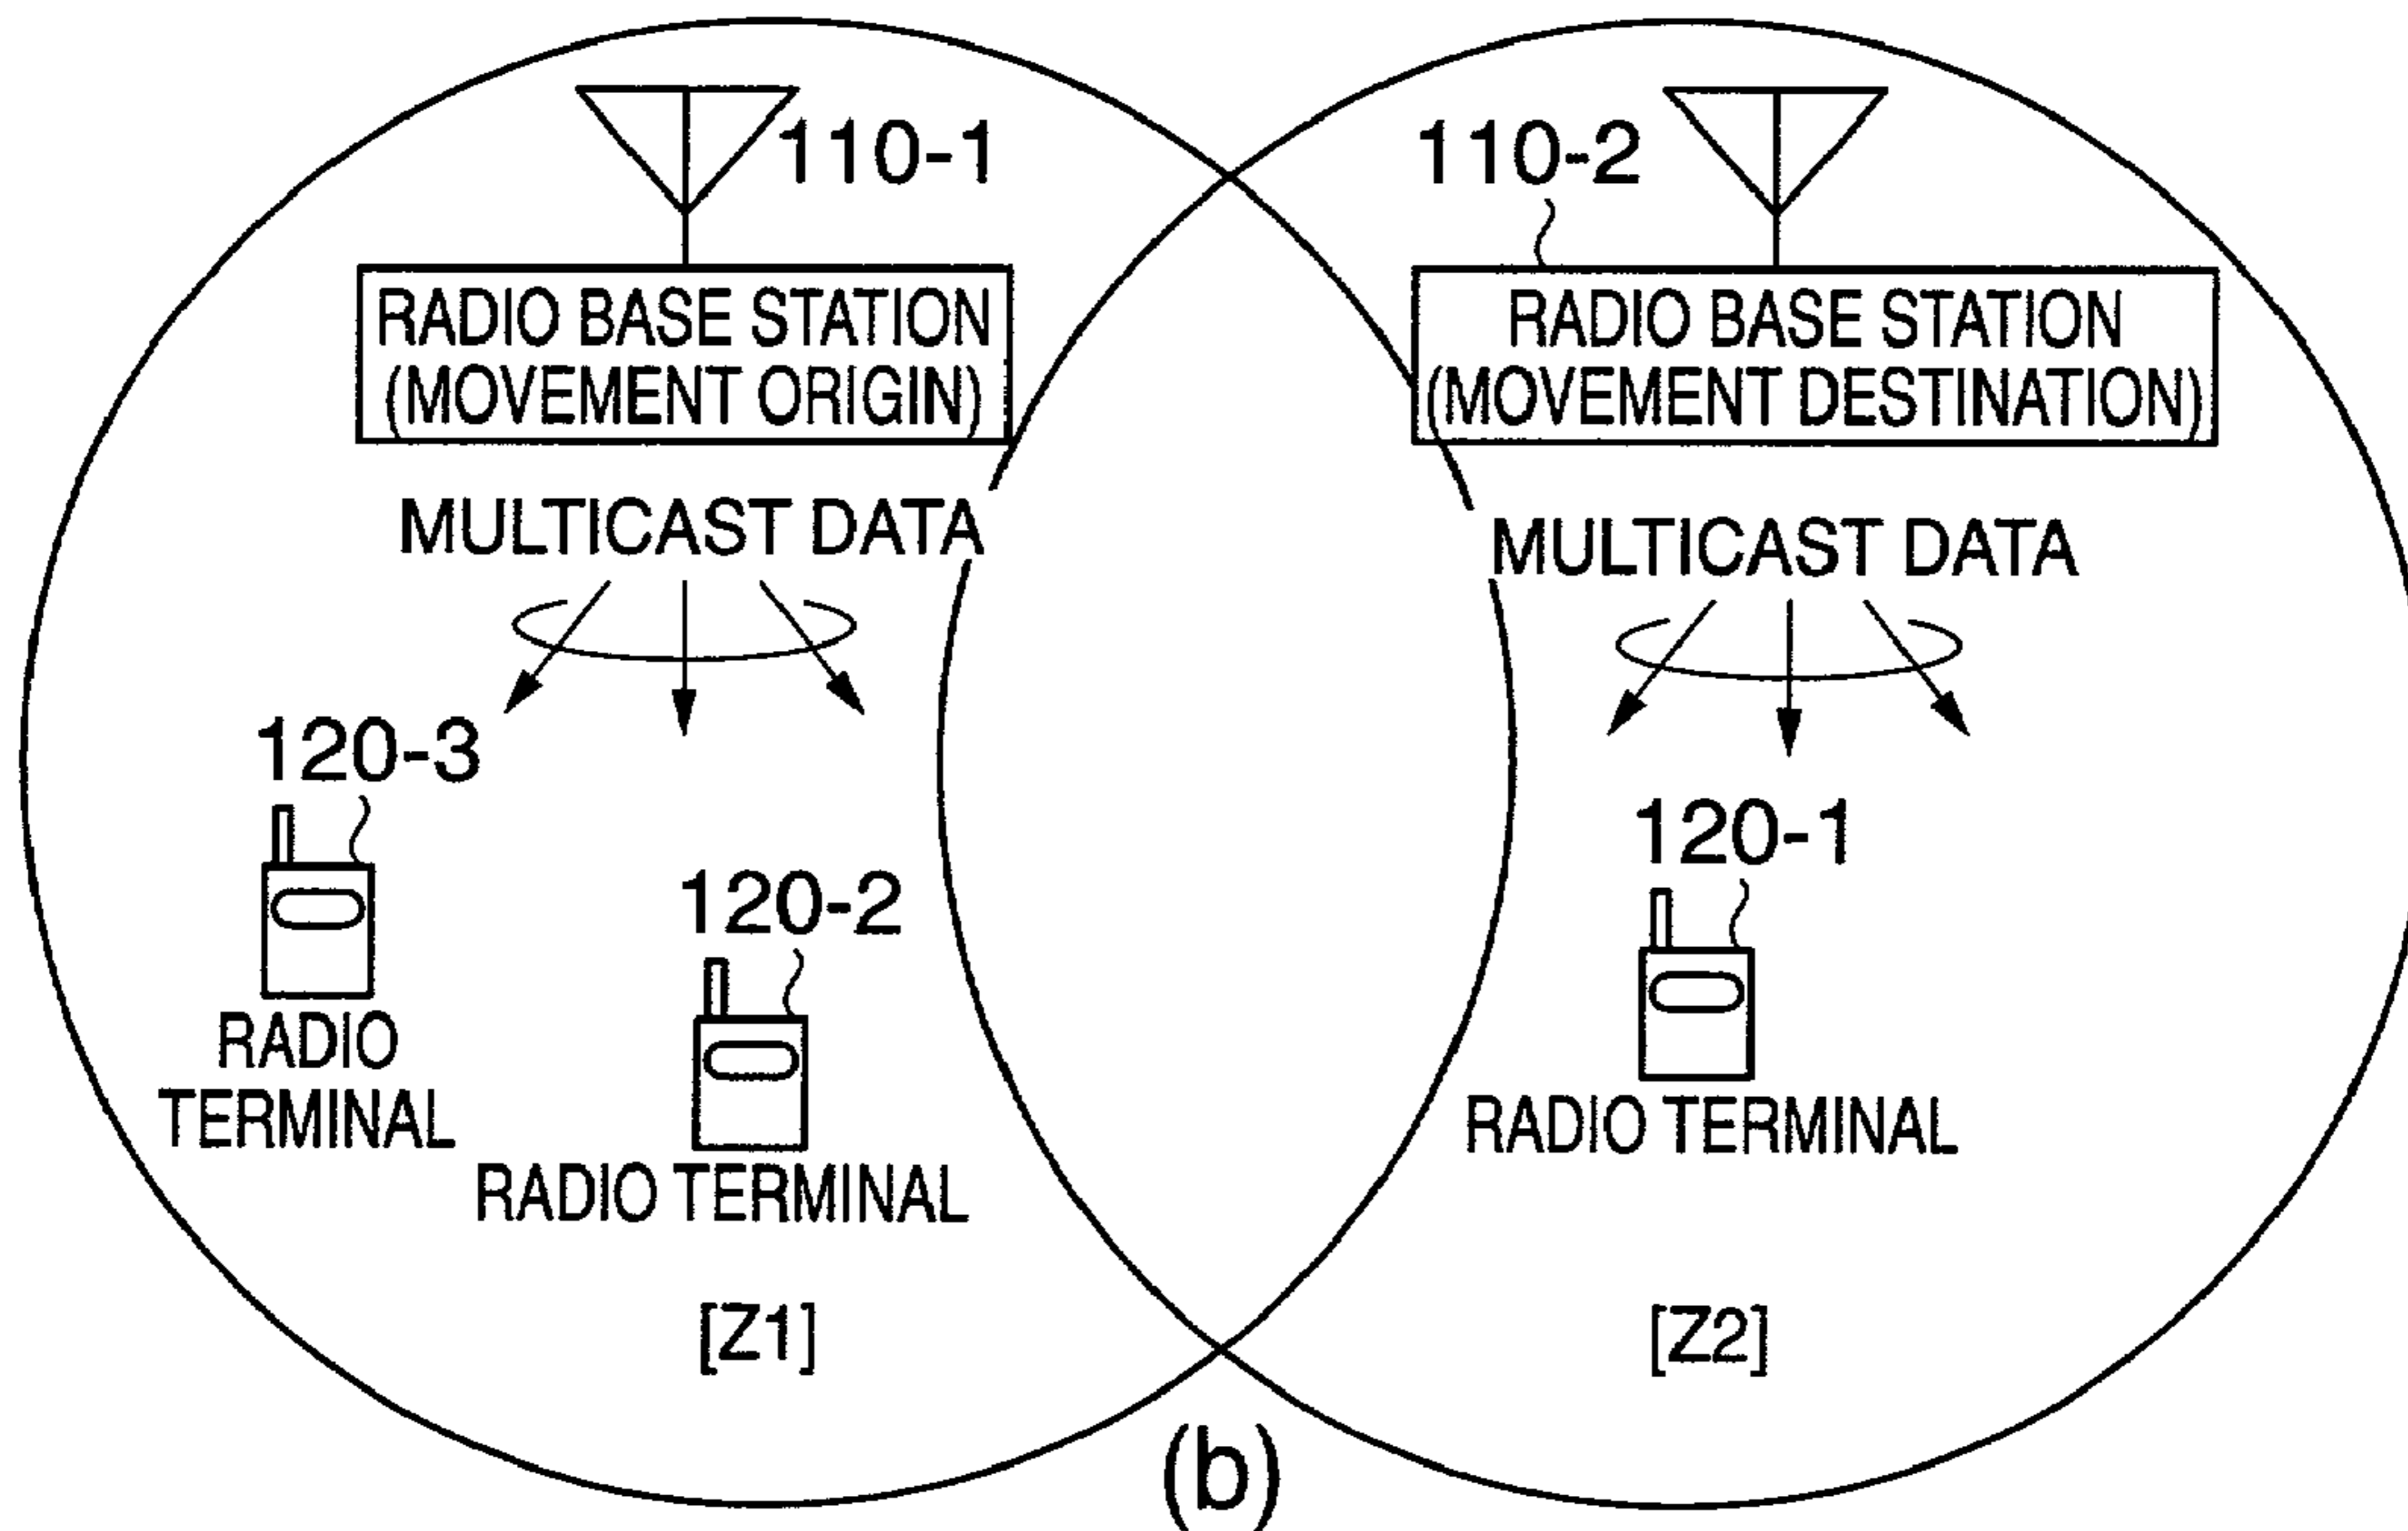 110-1
RADIO BASE STATION
(MOVEMENT ORIGIN)
MULTICAST DATA
120-3
RADIO
TERMINAL
120-2
RADIO TERMINAL
[Z1]
110-2
RADIO BASE STATION
(MOVEMENT DESTINATION)
MULTICAST DATA
120-1
RADIO TERMINAL
[Z2]
(b)